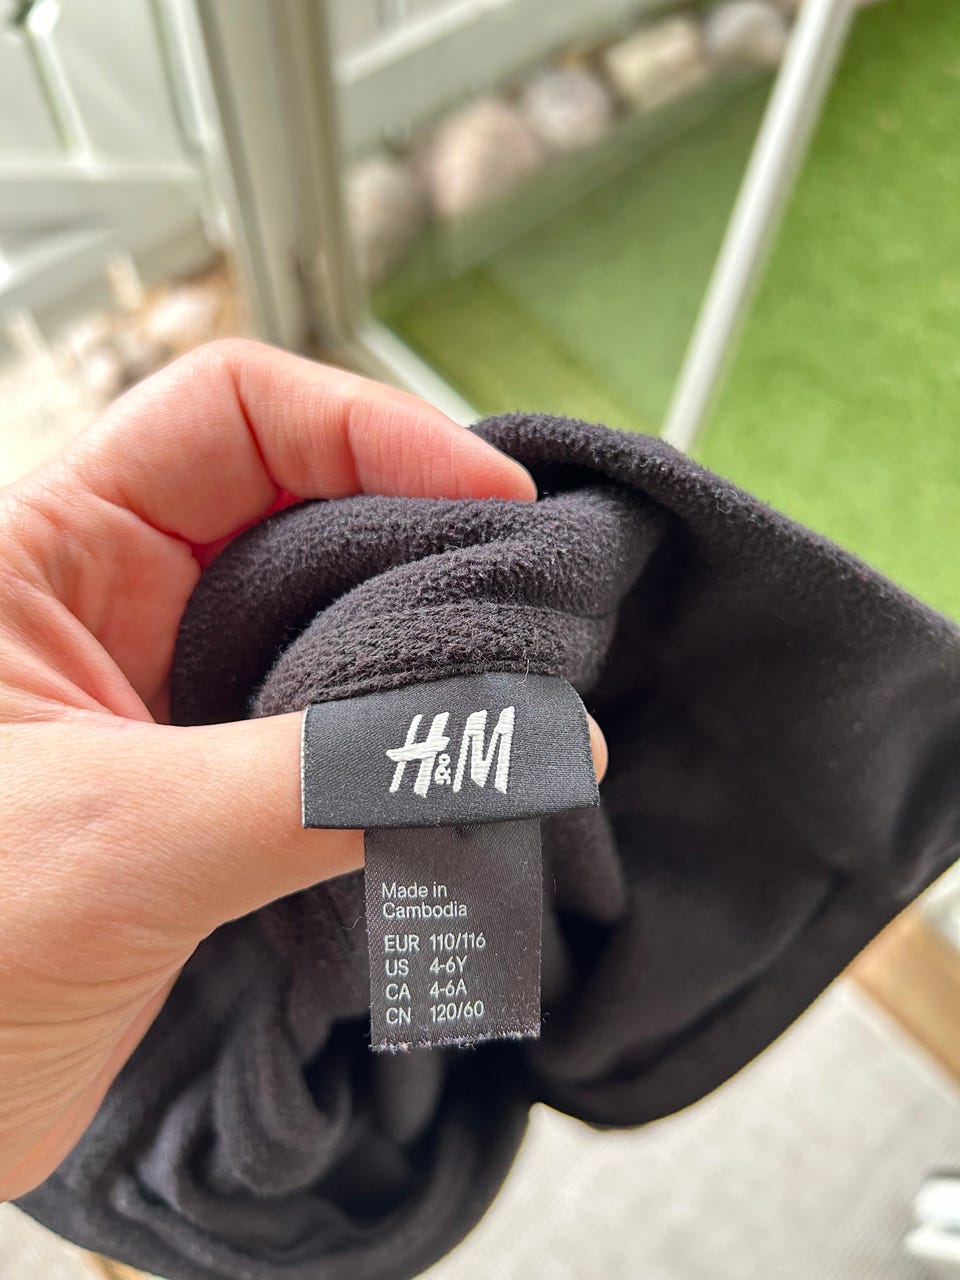 H&M
Made in
Cambodia
EUR 110/116
US 4-6Y
CA 4-6A
CN 120/60